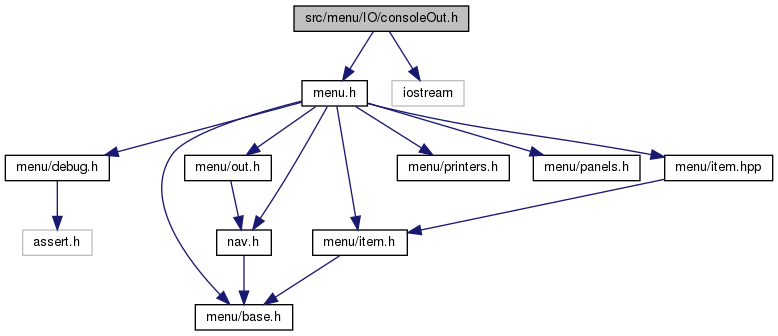 src/menu/IO/consoleOut.h
menu.h
iostream
menu/debug.h
menu/out.h
menu/printers.h
menu/panels.h
menu/item.hpp
assert.h
nav.h
menu/item.h
menu/base.h